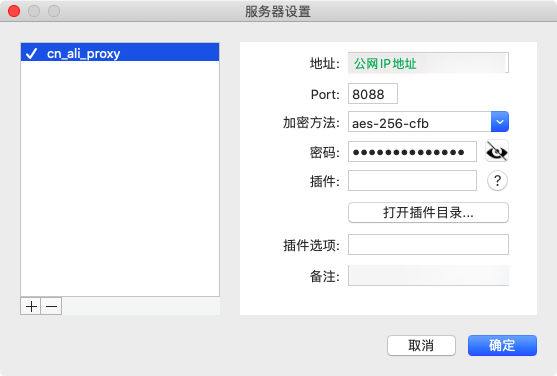 服务器设置
cn_ali_proxy
地址: 公网IP地址
Port: 8088
加密方法: aes-256-cfb
密码: ●●●●●●●●●●●●●●
插件: ?
打开插件目录...
插件选项:
备注:
取消 确定